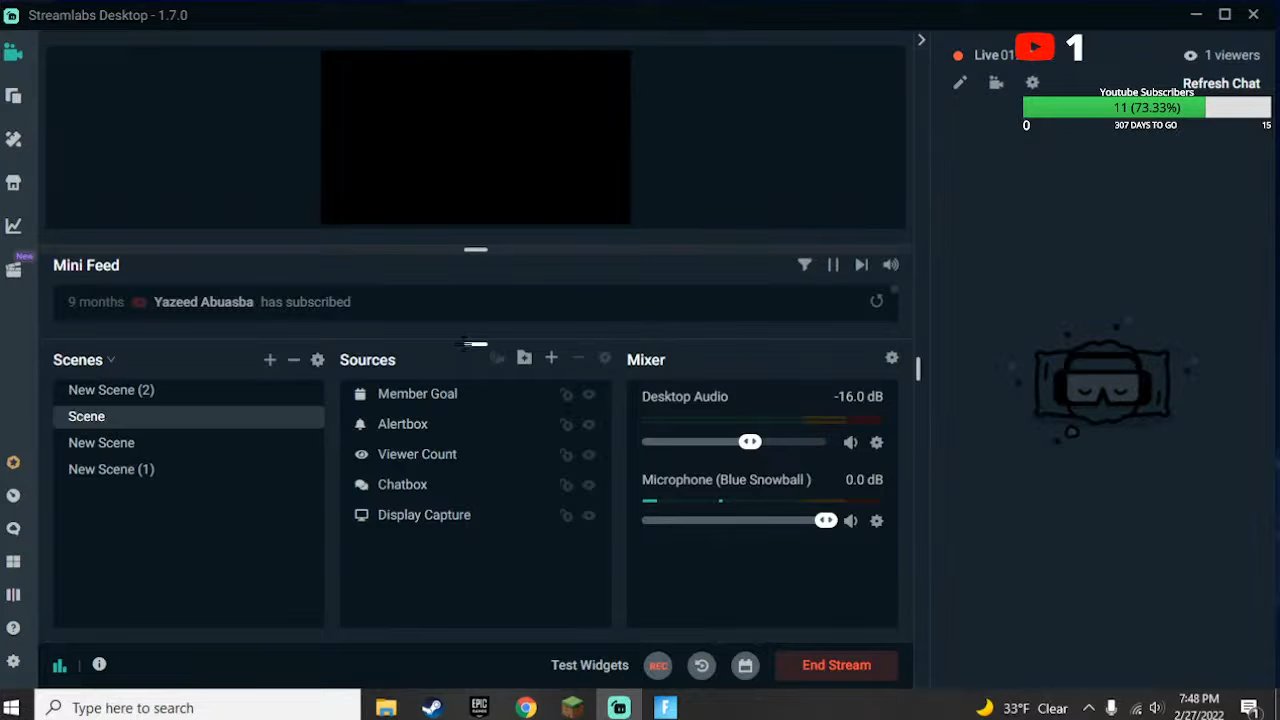 Streamlabs Desktop - 1.7.0
Live 01
1
1 viewers
Refresh Chat
Youtube Subscribers
11 (73.33%)
0
307 DAYS TO GO
15
New
Mini Feed
9 months Yazeed Abuasba has subscribed
Scenes
New Scene (2)
Scene
New Scene
New Scene (1)
Sources
Member Goal
Alertbox
Viewer Count
Chatbox
Display Capture
Mixer
Desktop Audio -16.0 dB
Microphone (Blue Snowball ) 0.0 dB
Test Widgets
REC
End Stream
Type here to search
EPIC
33°F Clear
7:48 PM
2/27/2022
1